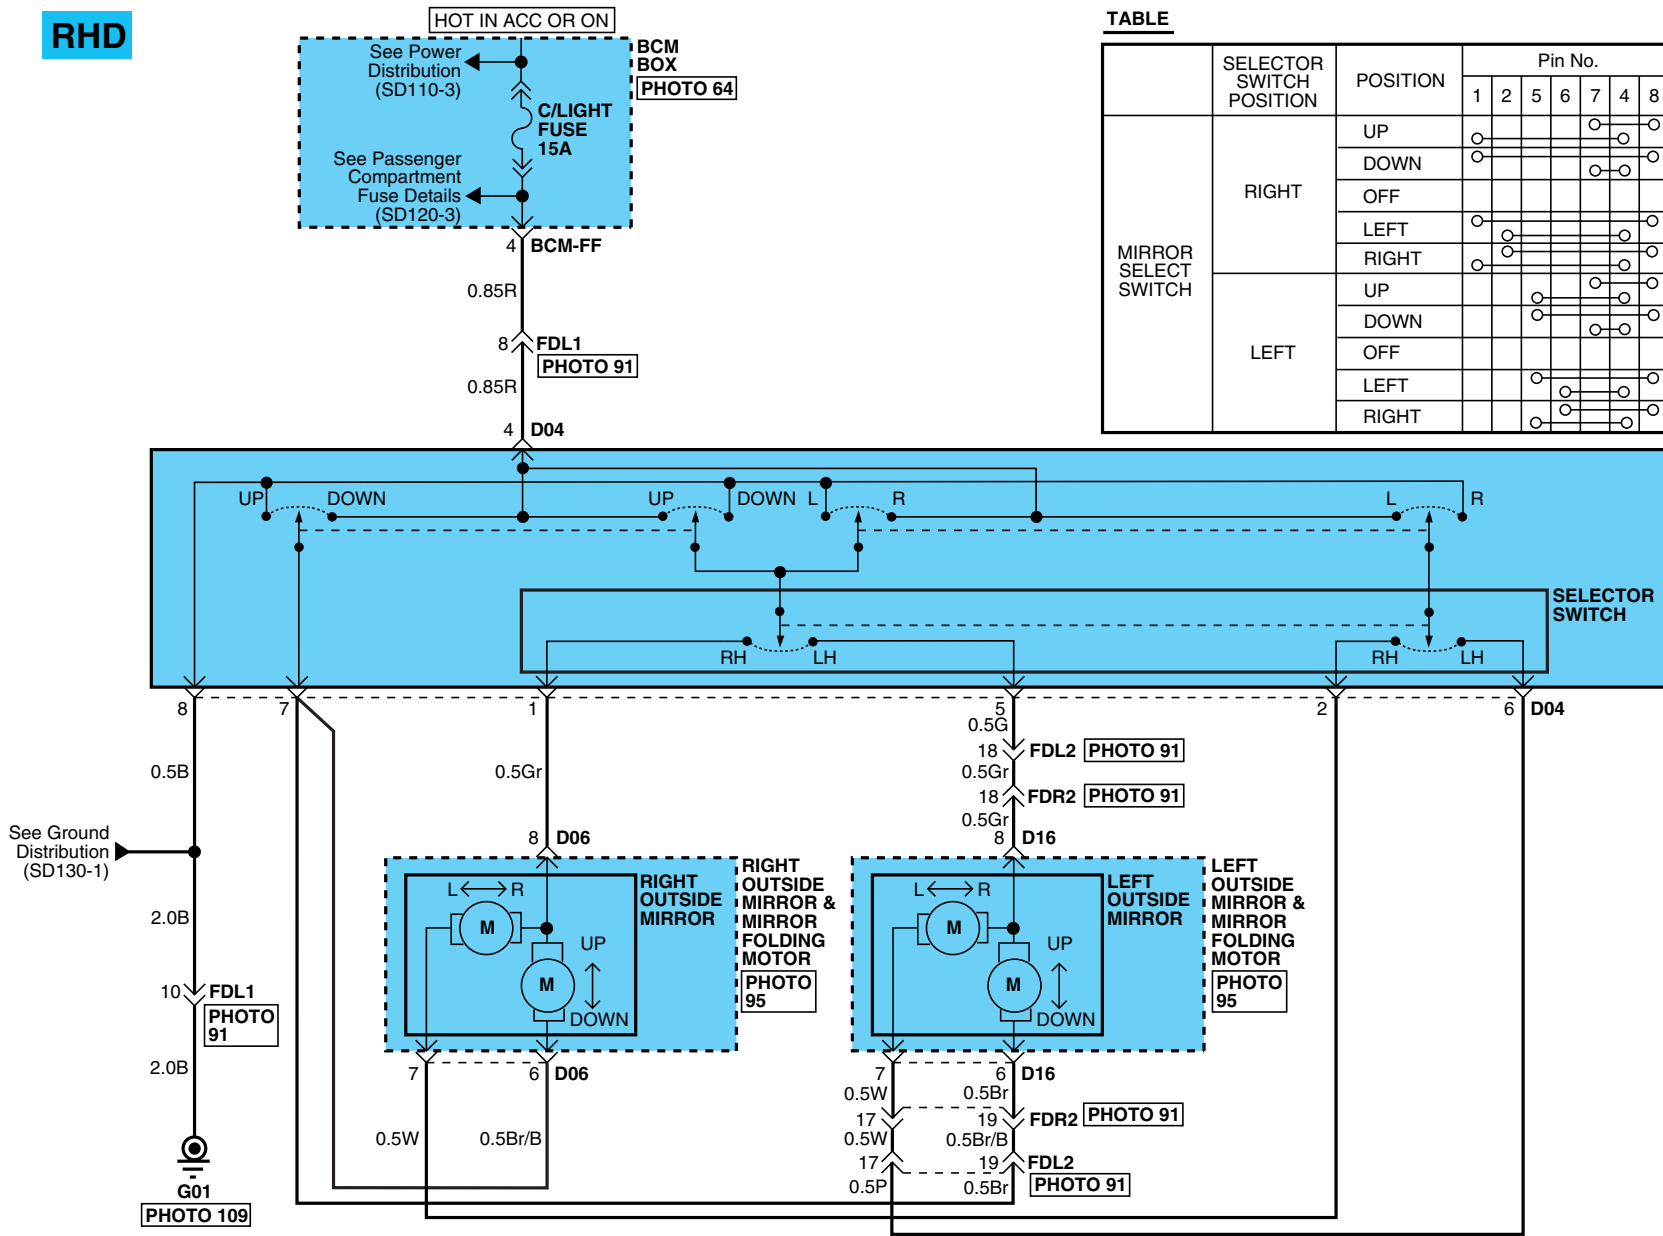 RHD
HOT IN ACC OR ON
See Power
Distribution
(SD110-3)
BCM
BOX
PHOTO 64
C/LIGHT
FUSE
15A
See Passenger
Compartment
Fuse Details
(SD120-3)
4 BCM-FF
0.85R
8 FDL1
PHOTO 91
0.85R
4 D04
TABLE
SELECTOR
SWITCH
POSITION
POSITION
Pin No.
1 2 5 6 7 4 8
MIRROR
SELECT
SWITCH
RIGHT
UP
DOWN
OFF
LEFT
RIGHT
LEFT
UP
DOWN
OFF
LEFT
RIGHT
UP DOWN UP DOWN L R L R
SELECTOR
SWITCH
RH LH RH LH
8 7 1 5 2 6 D04
0.5G
18 FDL2 PHOTO 91
0.5B 0.5Gr 0.5Gr
18 FDR2 PHOTO 91
0.5Gr
See Ground
Distribution
(SD130-1)
8 D06 8 D16
L R
M
UP
M
DOWN
RIGHT
OUTSIDE
MIRROR
RIGHT
OUTSIDE
MIRROR &
MIRROR
FOLDING
MOTOR
PHOTO
95
L R
M
UP
M
DOWN
LEFT
OUTSIDE
MIRROR
LEFT
OUTSIDE
MIRROR &
MIRROR
FOLDING
MOTOR
PHOTO
95
2.0B
10 FDL1
PHOTO
91
2.0B
7 6 D06
7 6 D16
0.5W 0.5Br
17 19 FDR2 PHOTO 91
0.5W 0.5Br/B
0.5W 0.5Br/B
17 19 FDL2
PHOTO 91
0.5P 0.5Br
G01
PHOTO 109